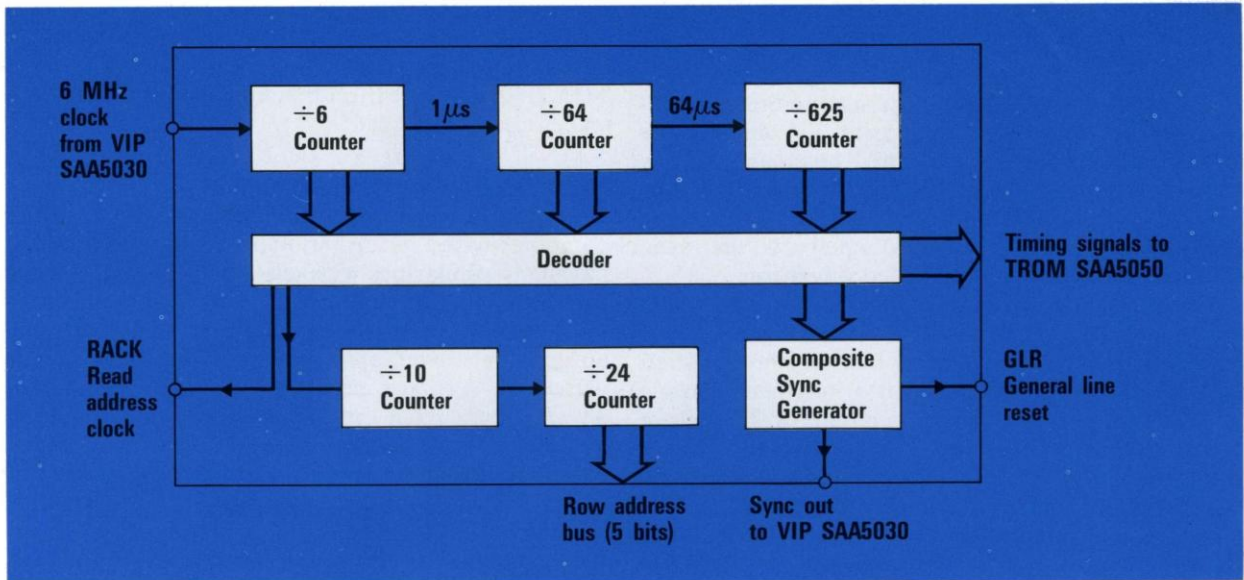 6 MHz
clock
from VIP
SAA5030
÷6
Counter
1μs
÷64
Counter
64μs
÷625
Counter
Decoder
Timing signals to
TROM SAA5050
RACK
Read
address
clock
÷10
Counter
÷24
Counter
Composite
Sync
Generator
GLR
General line
reset
Row address
bus (5 bits)
Sync out
to VIP SAA5030